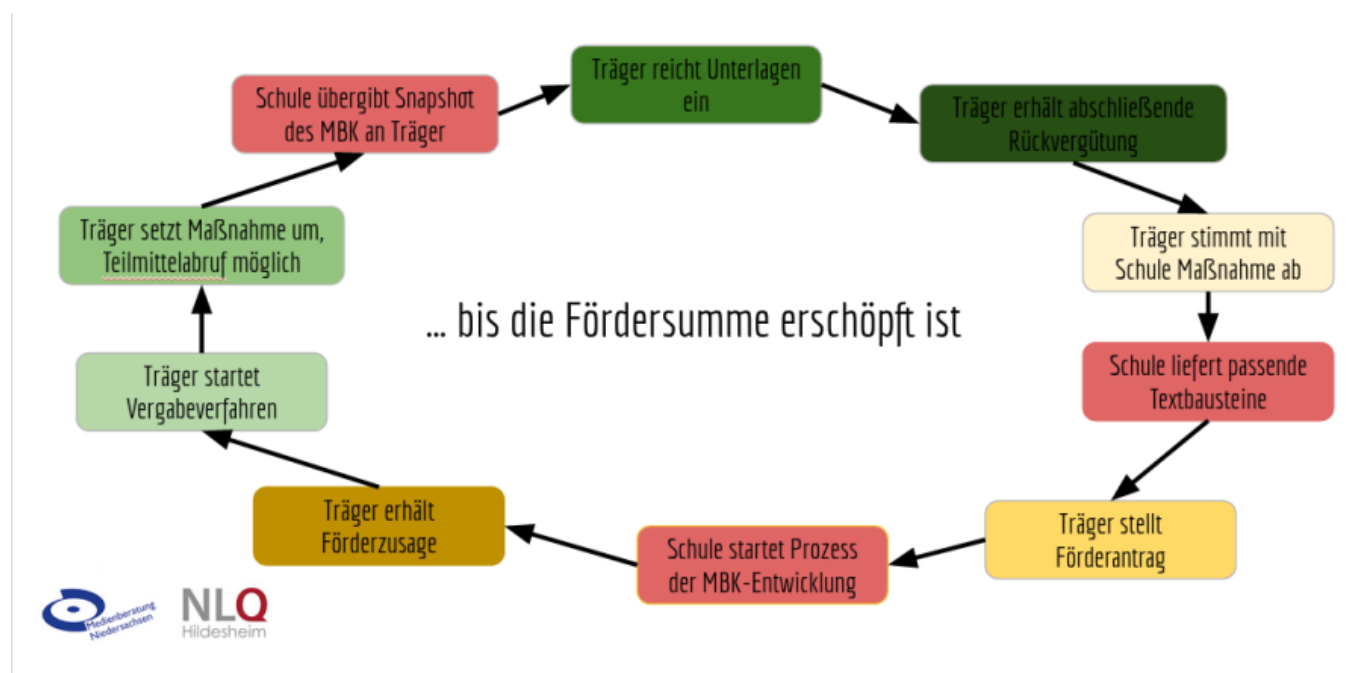 Träger reicht Unterlagen
ein
Schule übergibt Snapshot
des MBK an Träger
Träger erhält abschließende
Rückvergütung
Träger setzt Maßnahme um,
Teilmittelabruf möglich
Träger stimmt mit
Schule Maßnahme ab
... bis die Fördersumme erschöpft ist
Träger startet
Vergabeverfahren
Schule liefert passende
Textbausteine
Träger erhält
Förderzusage
Schule startet Prozess
der MBK-Entwicklung
Träger stellt
Förderantrag
Medienberatung
Niedersachsen
NLQ
Hildesheim